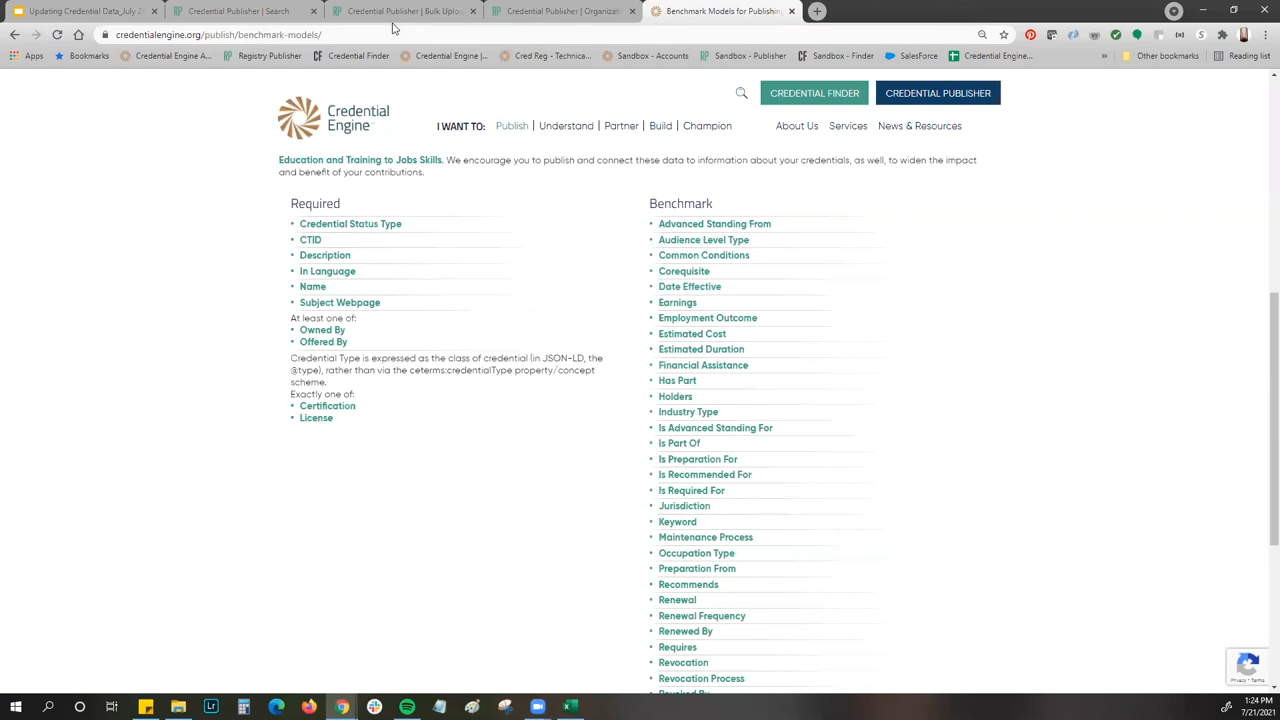 Updating Credential Data_July 2
Credential Publisher | Search
Credential Publisher | Bulk Uplo
Credential Publisher | Organizati
Benchmark Models for Publishing
credentialengine.org/publish/benchmark-models/
Apps
Credential Engine A...
Registry Publisher
Credential Finder
Credential Engine |...
Cred Reg - Technica...
Sandbox - Accounts
Sandbox - Publisher
Sandbox - Finder
SalesForce
Credential Engine...
Other bookmarks
Reading list
CREDENTIAL FINDER
CREDENTIAL PUBLISHER
Credential
Engine
I WANT TO:
Publish | Understand | Partner | Build | Champion
About Us
Services
News & Resources
Education and Training to Jobs Skills. We encourage you to publish and connect these data to information about your credentials, as well, to widen the impact
and benefit of your contributions.
Required
• Credential Status Type
• CTID
• Description
• In Language
• Name
• Subject Webpage
At least one of:
• Owned By
• Offered By
Credential Type is expressed as the class of credential (in JSON-LD, the
@type), rather than via the ceterms:credentialType property/concept
scheme.
Exactly one of:
• Certification
• License
Benchmark
• Advanced Standing From
• Audience Level Type
• Common Conditions
• Corequisite
• Date Effective
• Earnings
• Employment Outcome
• Estimated Cost
• Estimated Duration
• Financial Assistance
• Has Part
• Holders
• Industry Type
• Is Advanced Standing For
• Is Part Of
• Is Preparation For
• Is Recommended For
• Is Required For
• Jurisdiction
• Keyword
• Maintenance Process
• Occupation Type
• Preparation From
• Recommends
• Renewal
• Renewal Frequency
• Renewed By
• Requires
• Revocation
• Revocation Process
• Revoked By
Privacy - Terms
1:24 PM
7/21/2021